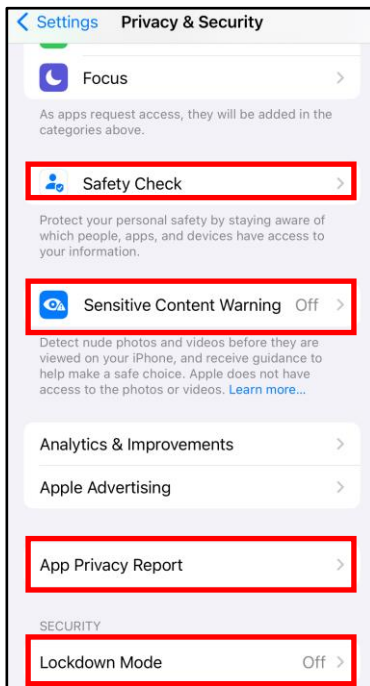 Settings Privacy & Security
Focus
As apps request access, they will be added in the
categories above.
Safety Check
Protect your personal safety by staying aware of
which people, apps, and devices have access to
your information.
Sensitive Content Warning Off
Detect nude photos and videos before they are
viewed on your iPhone, and receive guidance to
help make a safe choice. Apple does not have
access to the photos or videos. Learn more...
Analytics & Improvements
Apple Advertising
App Privacy Report
SECURITY
Lockdown Mode Off